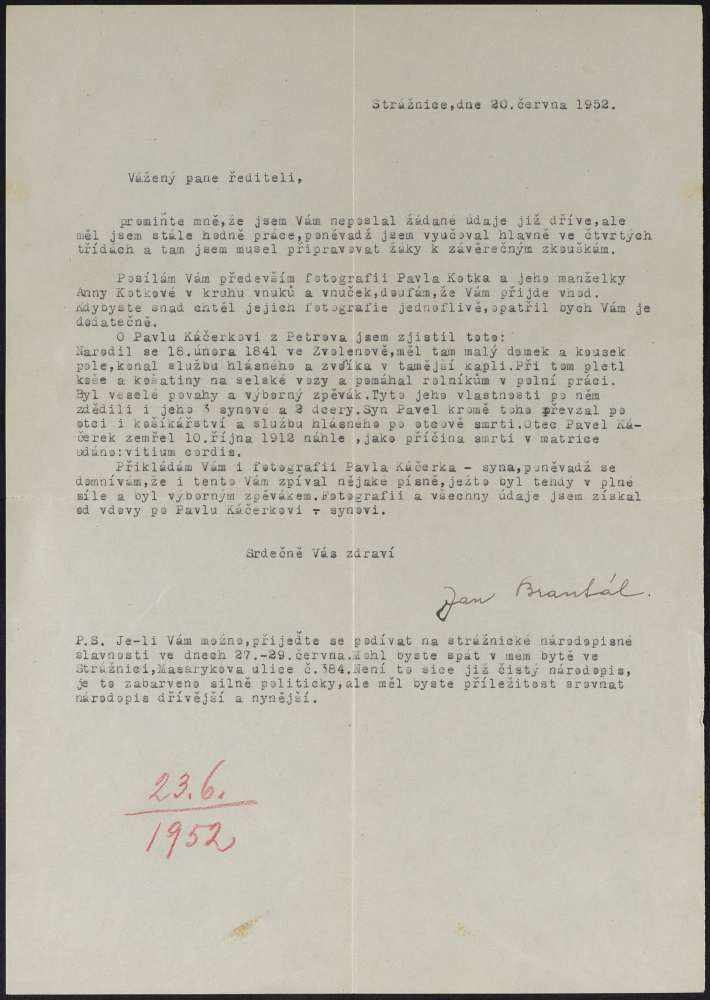 Strážnice,dne 20.června 1952.
Vážený pane řediteli,
promiňte mně,že jsem Vám neposlal žádané údaje již dříve,ale
měl jsem stále hodně práce,poněvadž jsem vyučoval hlavně ve čtvrtých
třídách a tam jsem musel připravovat žáky k závěrečným zkouškám.
Posílám Vám především fotografii Pavla Kotka a jeho manželky
Anny Kotkové v kruhu vnuků a vnuček,doufám,že Vám přijde vhod.
Kdybyste snad chtěl jejich fotografie jednoflivě,opatřil bych Vám je
dodatečně.
O Pavlu Káčerkovi z Petrova jsem zjistil toto:
Narodil se 18.února 1841 ve Zvolenově,měl tam malý domek a kousek
pole,konal službu hlásného a zvoníka v tamější kapli.Při tom pletl
koše a košatiny na selské vozy a pomáhal rolníkům v polní práci.
Byl veselé povahy a výborný zpěvák.Tyto jeho vlastnosti po něm
zdědili i jeho 3 synové a 2 dcery.Syn Pavel kromě toho převzal po
otci i košíkářství a službu hlásného po otcově smrti.Otec Pavel Ká-
čerek zemřel 10.října 1912 náhle ,jako příčina smrti v matrice
udáno:vitium cordis.
Přikládám Vám i fotografii Pavla Káčerka - syna,poněvadž se
domnívám,že i tento Vám zpíval nějaké písně,ježto byl tehdy v plné
síle a byl výborným zpěvákem.Fotografii a všechny údaje jsem získal
od vdovy po Pavlu Káčerkovi - synovi.
Srdečně Vás zdraví
Jan Brantál.
P.S. Je-li Vám možno,přijeďte se podívat na strážnické národopisné
slavnosti ve dnech 27.-29.června.Mohl byste spát v mém bytě ve
Strážnici,Masarykova ulice č.384.Není to sice již čistý národopis,
je to zabarveno silně politicky,ale měl byste příležitost srovnat
národopis dřívější a nynější.
23.6.
1952